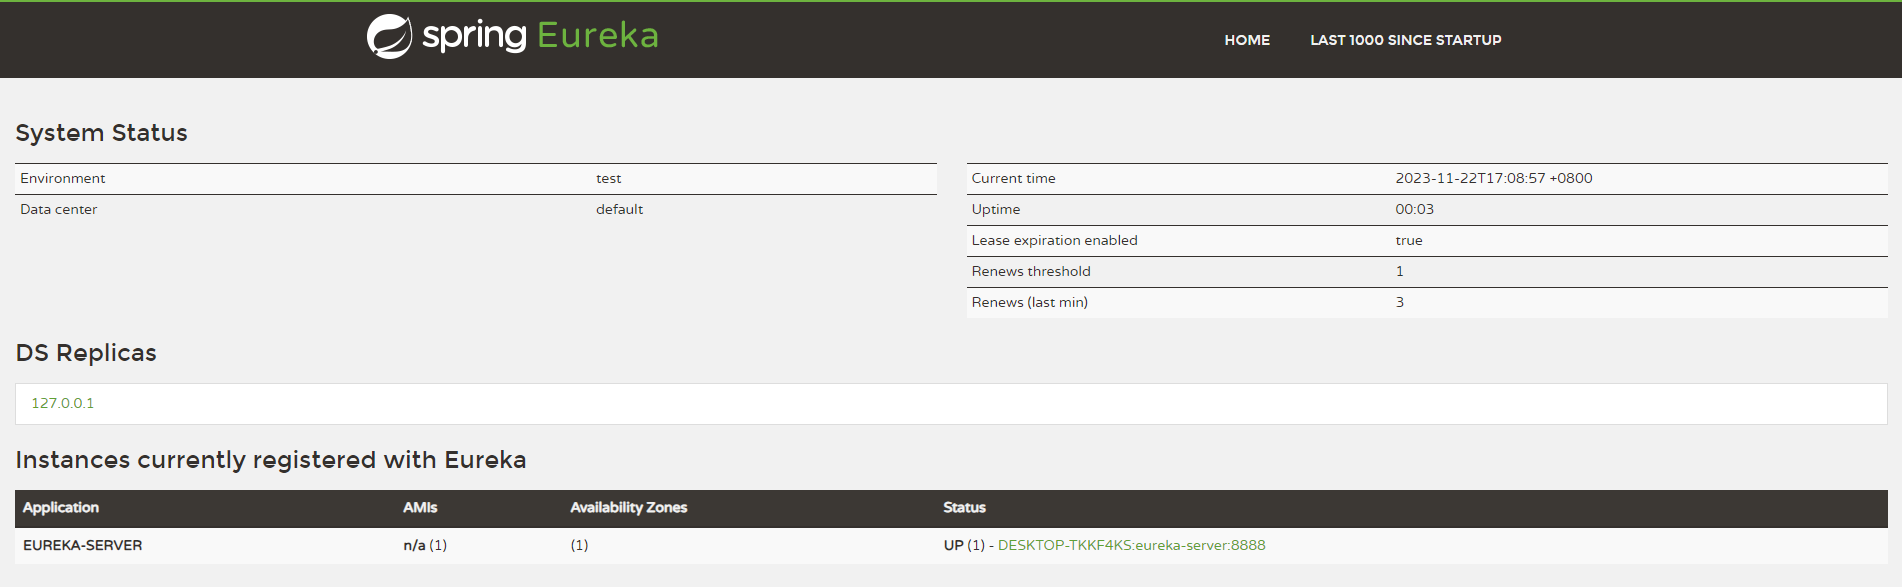 spring Eureka HOME LAST 1000 SINCE STARTUP
System Status
Environment test
Data center default
Current time 2023-11-22T17:08:57 +0800
Uptime 00:03
Lease expiration enabled true
Renews threshold 1
Renews (last min) 3
DS Replicas
127.0.0.1
Instances currently registered with Eureka
Application AMIs Availability Zones Status
EUREKA-SERVER n/a (1) (1) UP (1) - DESKTOP-TKKF4KS:eureka-server:8888